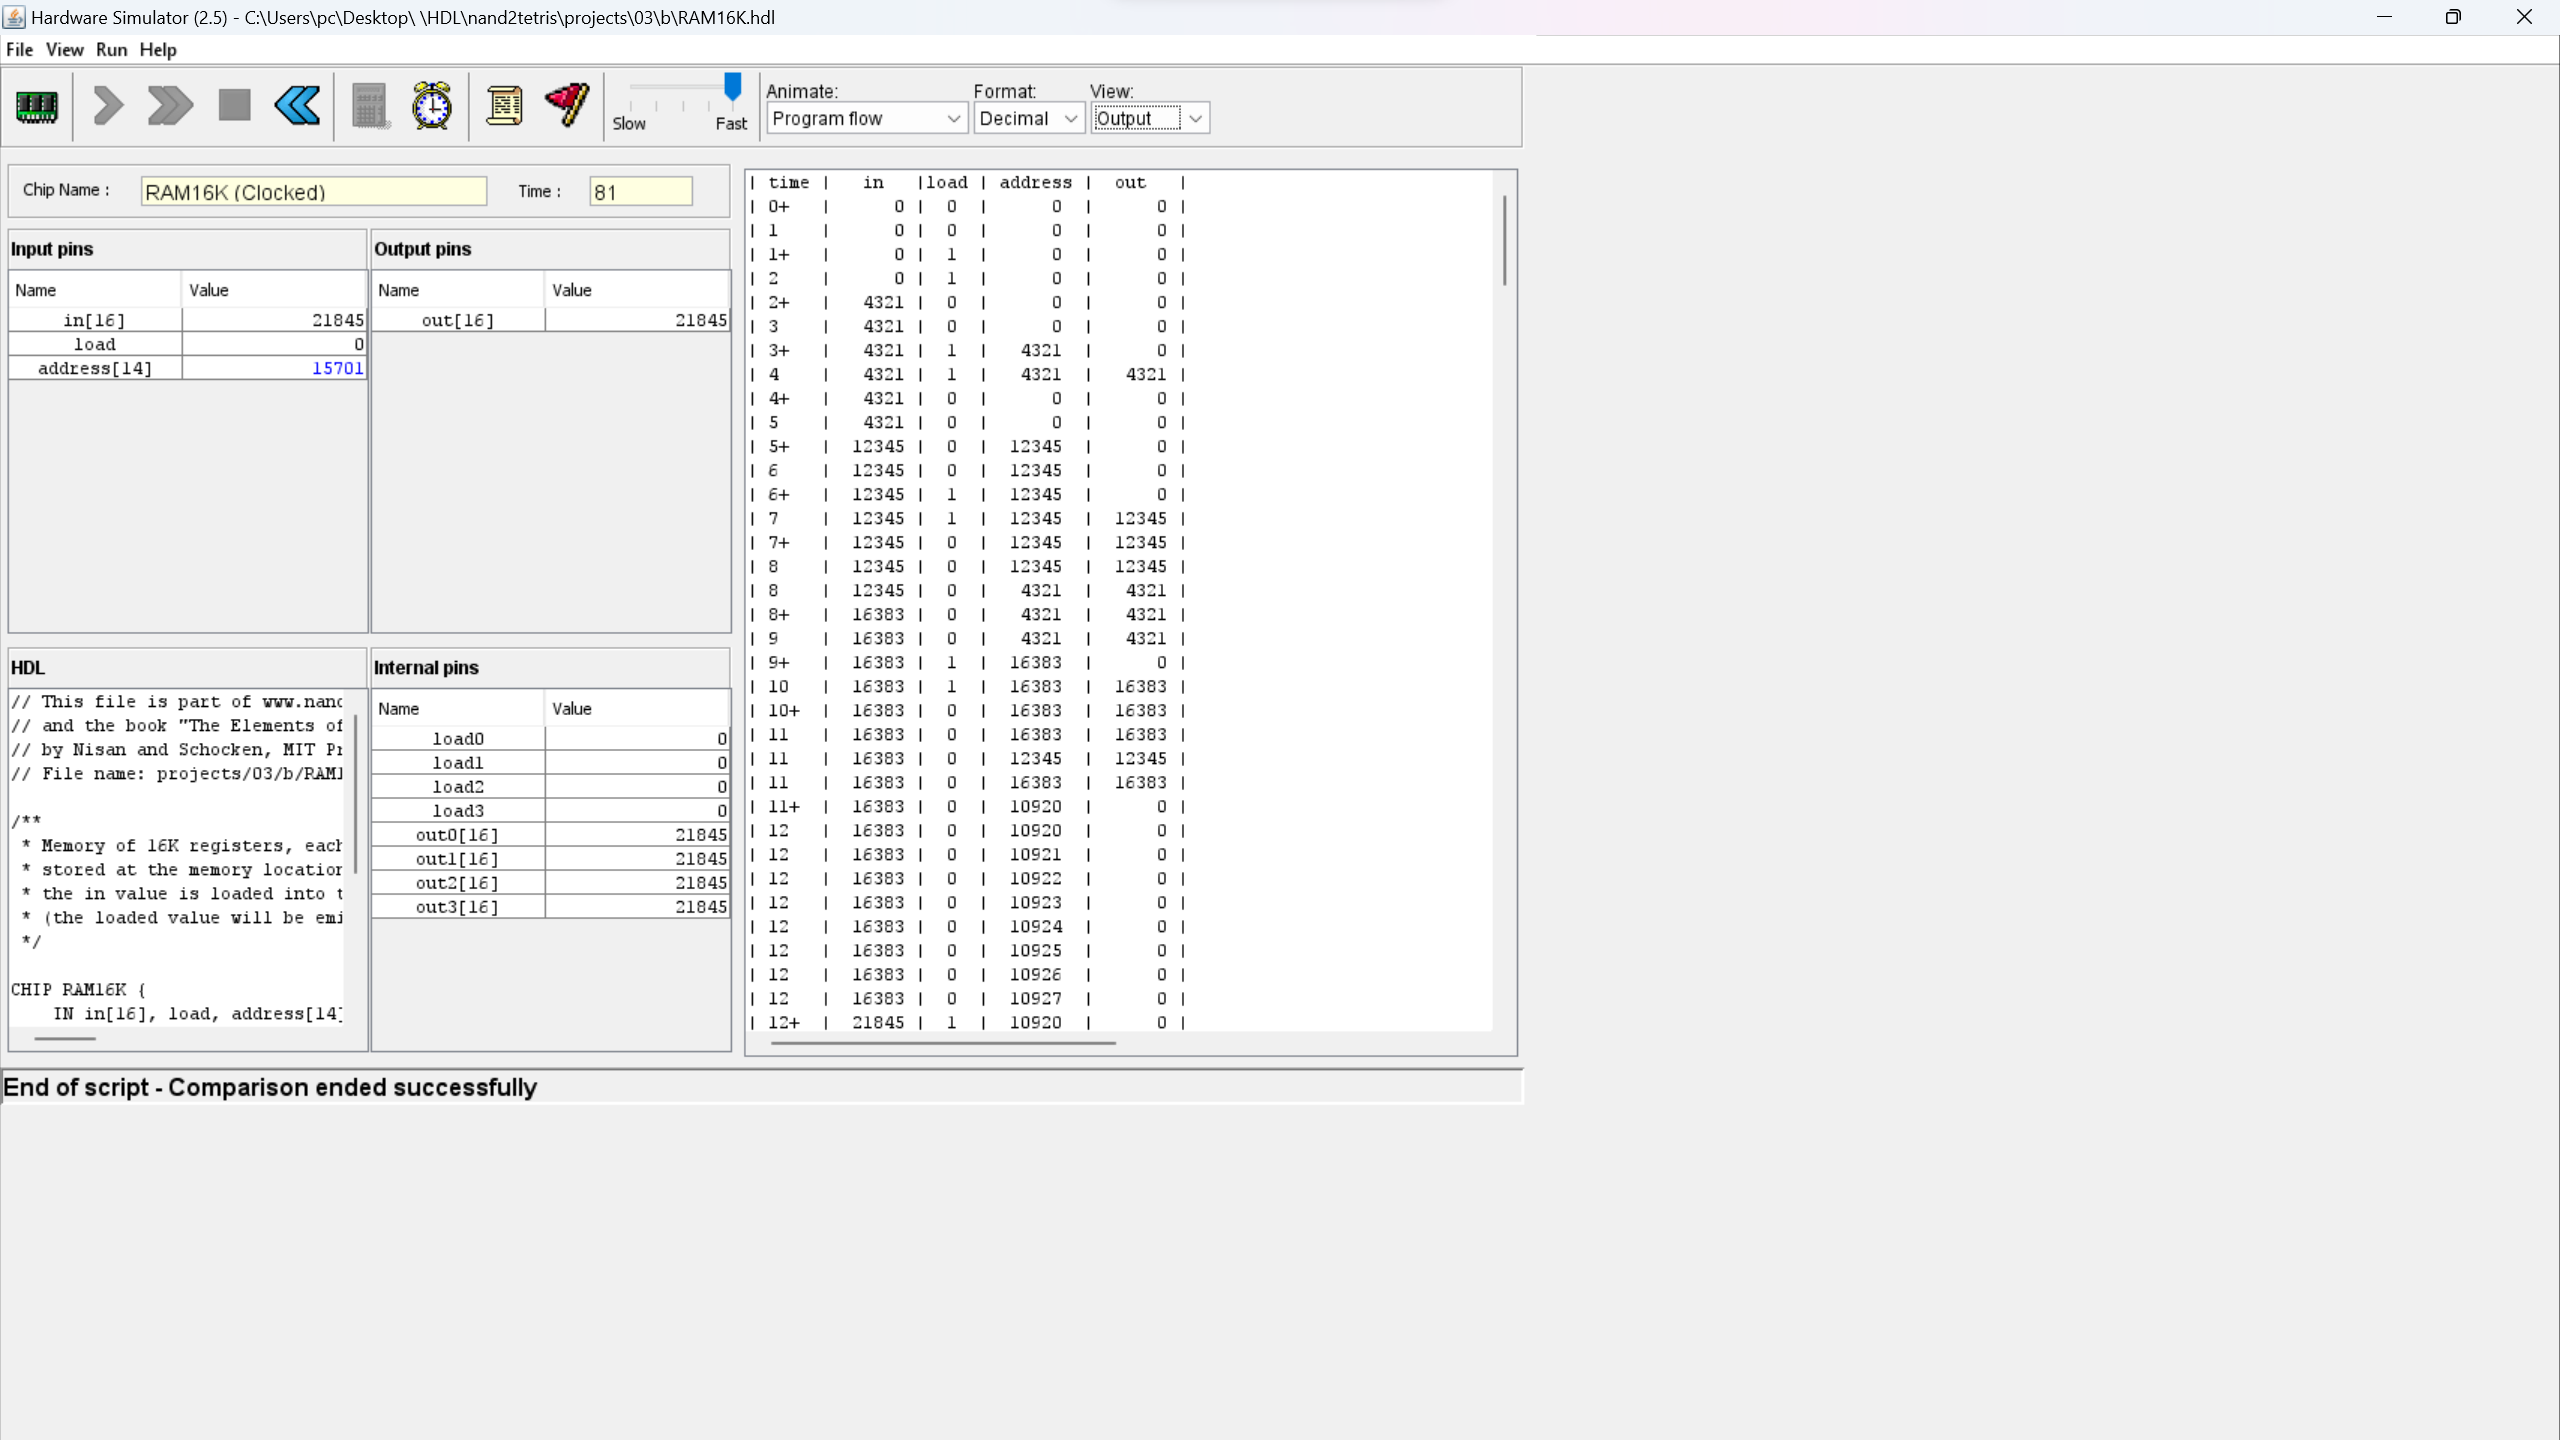 Hardware Simulator (2.5) - C:\Users\pc\Desktop\ \HDL\nand2tetris\projects\03\b\RAM16K.hdl
File View Run Help
Slow Fast
Animate: Format: View:
Program flow Decimal Output
Chip Name : RAM16K (Clocked) Time : 81
Input pins
Name Value
in[16] 21845
load 0
address[14] 15701
Output pins
Name Value
out[16] 21845
HDL
// This file is part of www.nand
// and the book "The Elements of
// by Nisan and Schocken, MIT Pr
// File name: projects/03/b/RAM1
/**
* Memory of 16K registers, each
* stored at the memory location
* the in value is loaded into t
* (the loaded value will be emi
*/
CHIP RAM16K {
IN in[16], load, address[14]
Internal pins
Name Value
load0 0
load1 0
load2 0
load3 0
out0[16] 21845
out1[16] 21845
out2[16] 21845
out3[16] 21845
| time | in |load | address | out |
| 0+ | 0 | 0 | 0 | 0 |
| 1 | 0 | 0 | 0 | 0 |
| 1+ | 0 | 1 | 0 | 0 |
| 2 | 0 | 1 | 0 | 0 |
| 2+ | 4321 | 0 | 0 | 0 |
| 3 | 4321 | 0 | 0 | 0 |
| 3+ | 4321 | 1 | 4321 | 0 |
| 4 | 4321 | 1 | 4321 | 4321 |
| 4+ | 4321 | 0 | 0 | 0 |
| 5 | 4321 | 0 | 0 | 0 |
| 5+ | 12345 | 0 | 12345 | 0 |
| 6 | 12345 | 0 | 12345 | 0 |
| 6+ | 12345 | 1 | 12345 | 0 |
| 7 | 12345 | 1 | 12345 | 12345 |
| 7+ | 12345 | 0 | 12345 | 12345 |
| 8 | 12345 | 0 | 12345 | 12345 |
| 8 | 12345 | 0 | 4321 | 4321 |
| 8+ | 16383 | 0 | 4321 | 4321 |
| 9 | 16383 | 0 | 4321 | 4321 |
| 9+ | 16383 | 1 | 16383 | 0 |
| 10 | 16383 | 1 | 16383 | 16383 |
| 10+ | 16383 | 0 | 16383 | 16383 |
| 11 | 16383 | 0 | 16383 | 16383 |
| 11 | 16383 | 0 | 12345 | 12345 |
| 11 | 16383 | 0 | 16383 | 16383 |
| 11+ | 16383 | 0 | 10920 | 0 |
| 12 | 16383 | 0 | 10920 | 0 |
| 12 | 16383 | 0 | 10921 | 0 |
| 12 | 16383 | 0 | 10922 | 0 |
| 12 | 16383 | 0 | 10923 | 0 |
| 12 | 16383 | 0 | 10924 | 0 |
| 12 | 16383 | 0 | 10925 | 0 |
| 12 | 16383 | 0 | 10926 | 0 |
| 12 | 16383 | 0 | 10927 | 0 |
| 12+ | 21845 | 1 | 10920 | 0 |
End of script - Comparison ended successfully